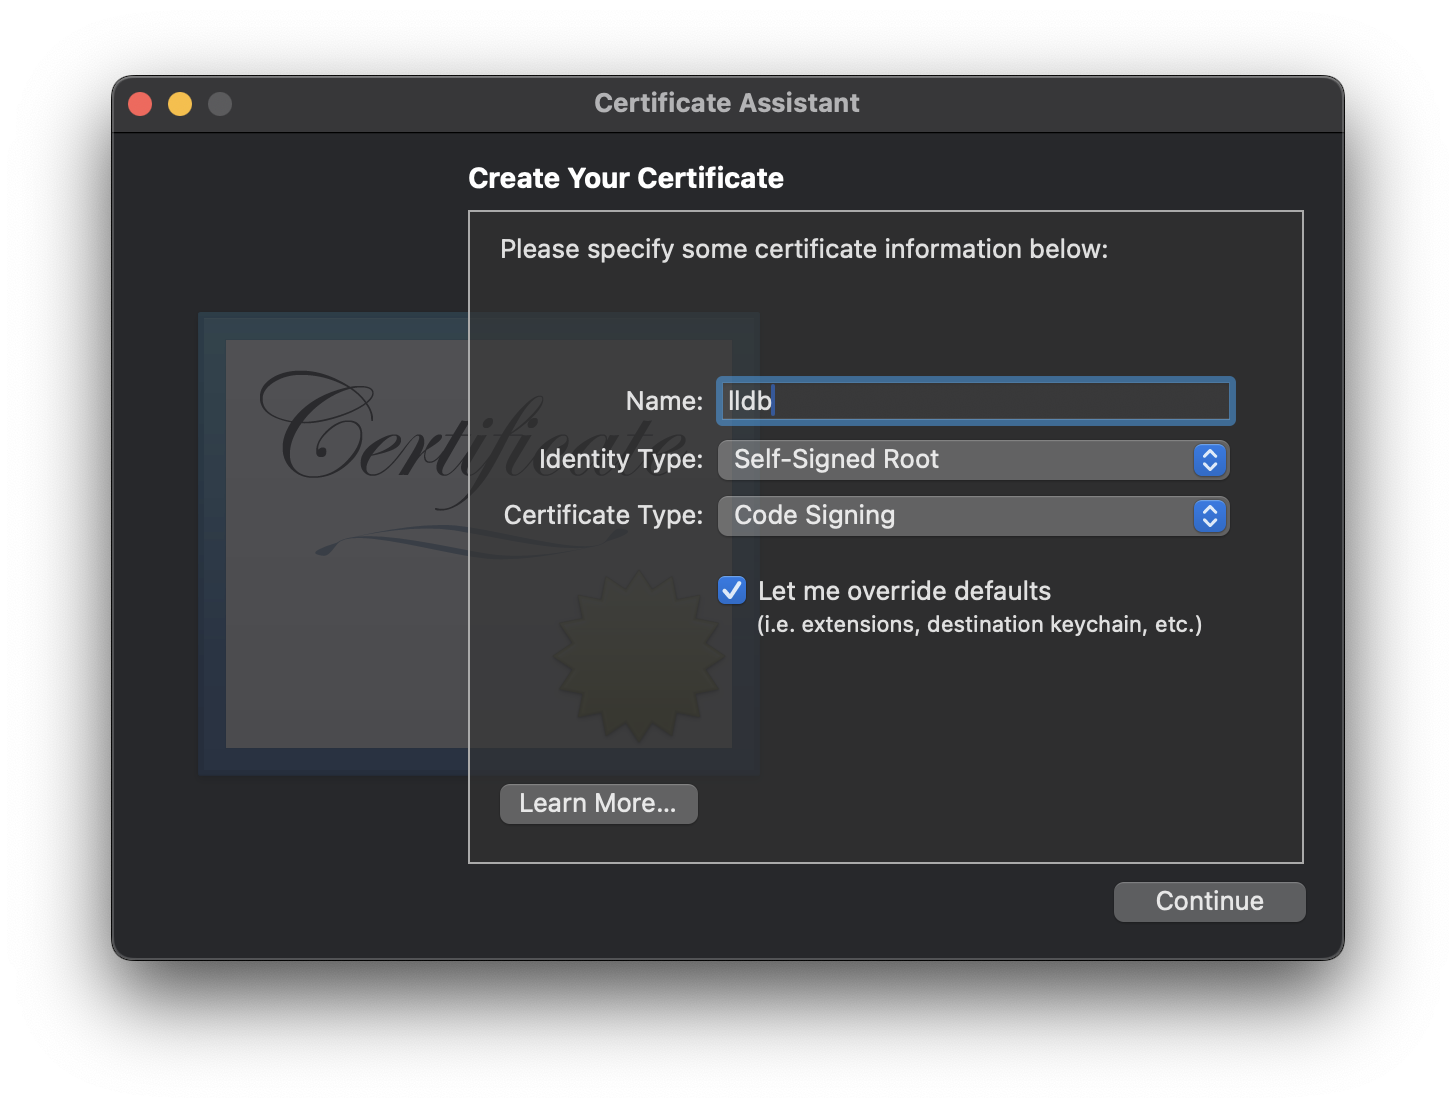 Certificate Assistant
Create Your Certificate
Please specify some certificate information below:
Certificate
Name: lldb
Identity Type: Self-Signed Root
Certificate Type: Code Signing
Let me override defaults
(i.e. extensions, destination keychain, etc.)
Learn More...
Continue